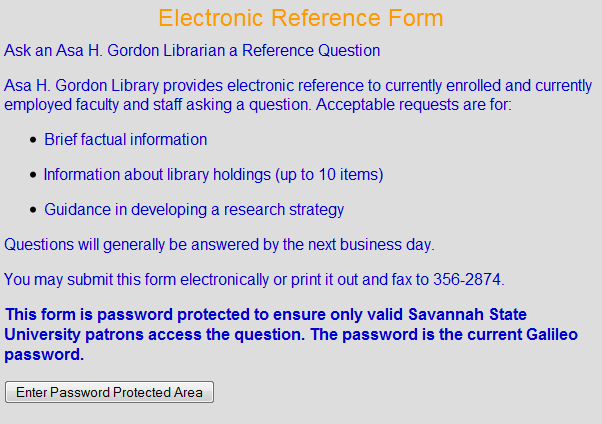 Electronic Reference Form
Ask an Asa H. Gordon Librarian a Reference Question
Asa H. Gordon Library provides electronic reference to currently enrolled and currently
employed faculty and staff asking a question. Acceptable requests are for:
Brief factual information
Information about library holdings (up to 10 items)
Guidance in developing a research strategy
Questions will generally be answered by the next business day.
You may submit this form electronically or print it out and fax to 356-2874.
This form is password protected to ensure only valid Savannah State
University patrons access the question. The password is the current Galileo
password.
Enter Password Protected Area